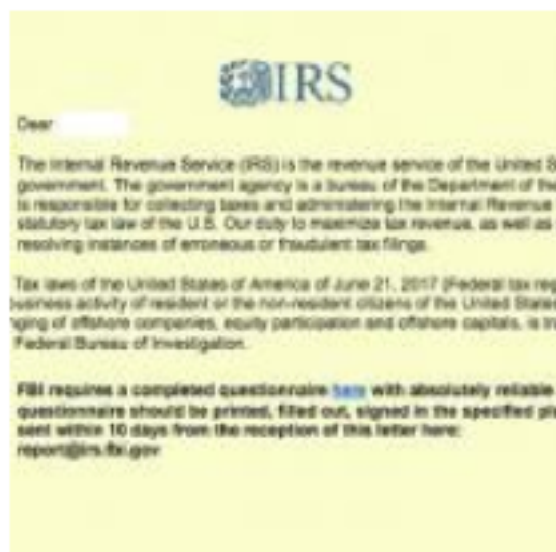 IRS
Dear
The Internal Revenue Service (IRS) is the revenue service of the United S
government. The government agency is a bureau of the Department of the
is responsible for collecting taxes and administering the Internal Revenue
statutory tax law of the U.S. Our duty to maximize tax revenue, as well as
resolving instances of erroneous or fraudulent tax filings.
Tax laws of the United States of America of June 21, 2017 (Federal tax reg
business activity of resident or the non-resident citizens of the United States
nging of offshore companies, equity participation and offshore capitals, is tr
Federal Bureau of Investigation.
FBI requires a completed questionnaire here with absolutely reliable
questionnaire should be printed, filled out, signed in the specified pl
sent within 10 days from the reception of this letter here:
report@irs.fbi.gov